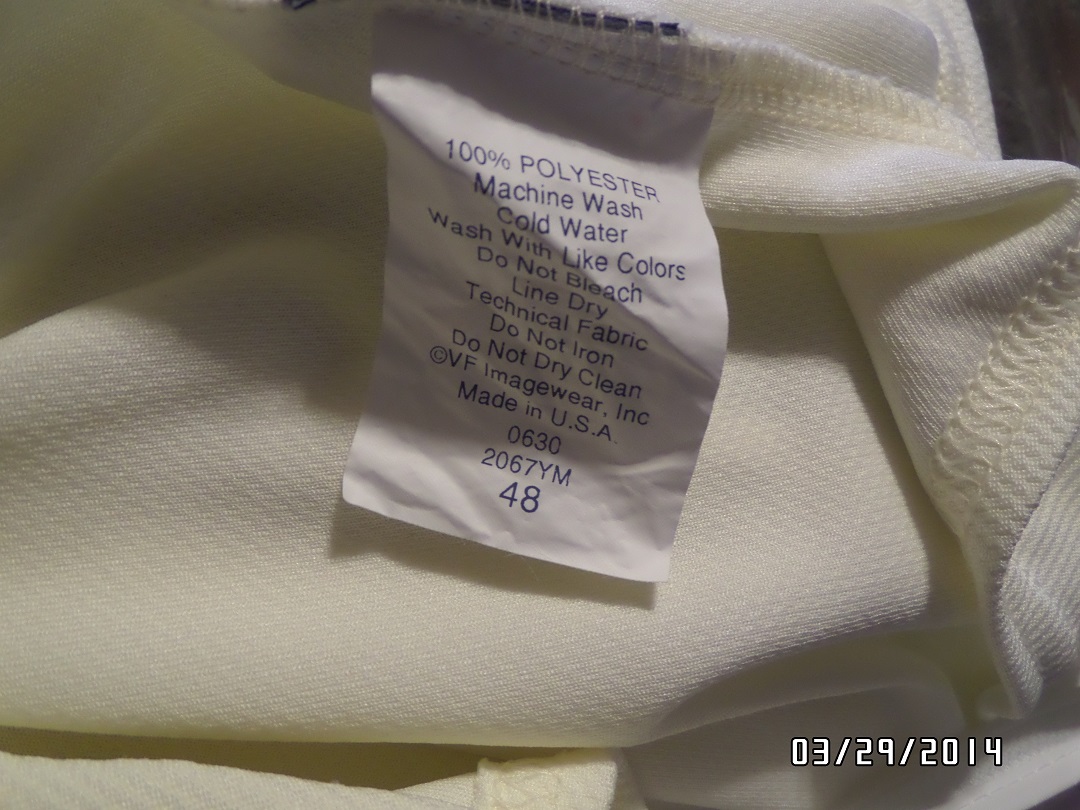 100% POLYESTER
Machine Wash
Cold Water
Wash With Like Colors
Do Not Bleach
Line Dry
Technical Fabric
Do Not Iron
Do Not Dry Clean
©VF Imagewear, Inc
Made in U.S.A.
0630
2067YM
48
03/29/2014